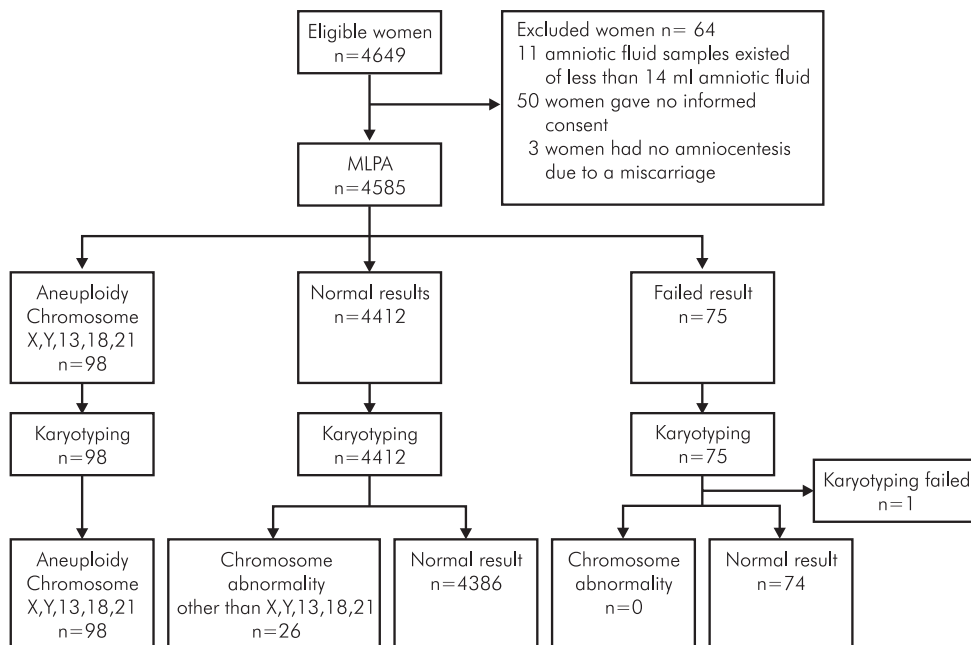 Eligible women
n=4649
Excluded women n= 64
11 amniotic fluid samples existed
of less than 14 ml amniotic fluid
50 women gave no informed
consent
3 women had no amniocentesis
due to a miscarriage
MLPA
n=4585
Aneuploidy
Chromosome
X,Y,13,18,21
n=98
Normal results
n=4412
Failed result
n=75
Karyotyping
n=98
Karyotyping
n=4412
Karyotyping
n=75
Karyotyping failed
n=1
Aneuploidy
Chromosome
X,Y,13,18,21
n=98
Chromosome
abnormality
other than X,Y,13,18,21
n=26
Normal result
n=4386
Chromosome
abnormality
n=0
Normal result
n=74